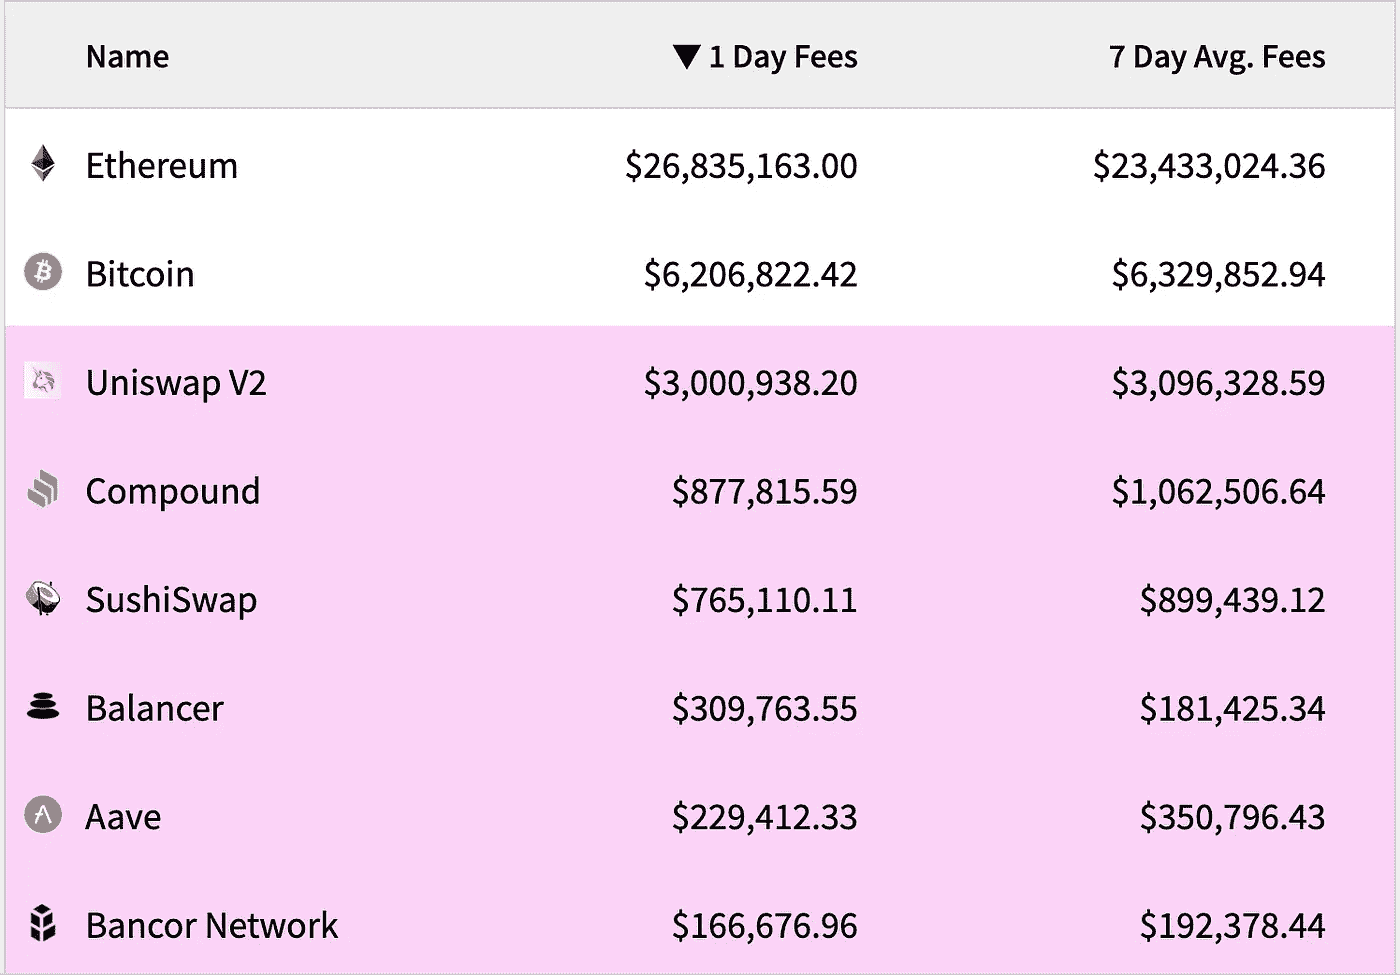 Name ▼ 1 Day Fees 7 Day Avg. Fees
Ethereum $26,835,163.00 $23,433,024.36
Bitcoin $6,206,822.42 $6,329,852.94
Uniswap V2 $3,000,938.20 $3,096,328.59
Compound $877,815.59 $1,062,506.64
SushiSwap $765,110.11 $899,439.12
Balancer $309,763.55 $181,425.34
Aave $229,412.33 $350,796.43
Bancor Network $166,676.96 $192,378.44